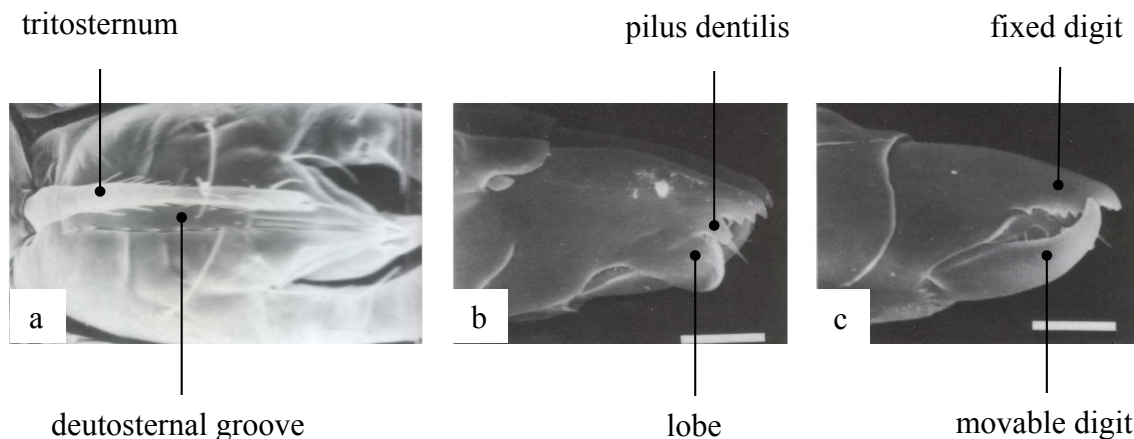 tritosternum
pilus dentilis
fixed digit
a
b
c
deutosternal groove
lobe
movable digit